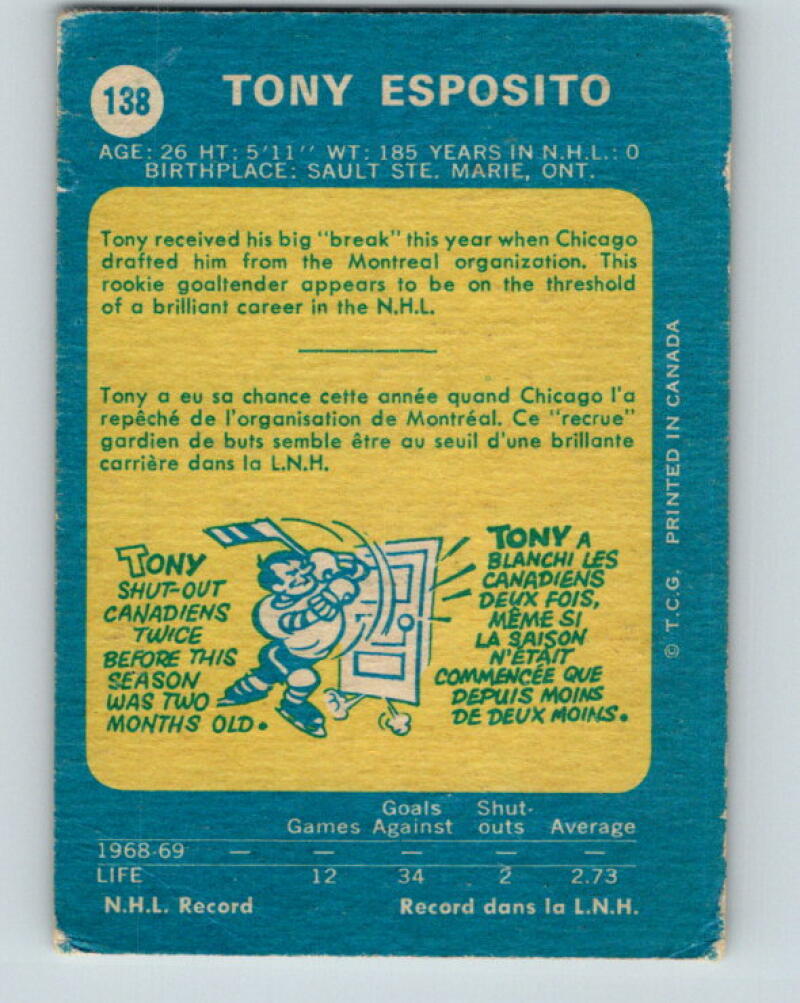 138
TONY ESPOSITO
AGE: 26 HT: 5'11'' WT: 185 YEARS IN N.H.L.: 0
BIRTHPLACE: SAULT STE. MARIE, ONT.
Tony received his big "break" this year when Chicago
drafted him from the Montreal organization. This
rookie goaltender appears to be on the threshold
of a brilliant career in the N.H.L.
Tony a eu sa chance cette année quand Chicago l'a
repêché de l'organisation de Montréal. Ce "recrue"
gardien de buts semble être au seuil d'une brillante
carrière dans la L.N.H.
TONY
SHUT-OUT
CANADIENS
TWICE
BEFORE THIS
SEASON
WAS TWO
MONTHS OLD.
TONY A
BLANCHI LES
CANADIENS
DEUX FOIS,
MÊME SI
LA SAISON
N'ÉTAIT
COMMENCÉE QUE
DEPUIS MOINS
DE DEUX MOINS.
© T.C.G. PRINTED IN CANADA
Games Goals Against Shut-outs Average
1968-69 — — — — —
LIFE 12 34 2 2.73
N.H.L. Record Record dans la L.N.H.